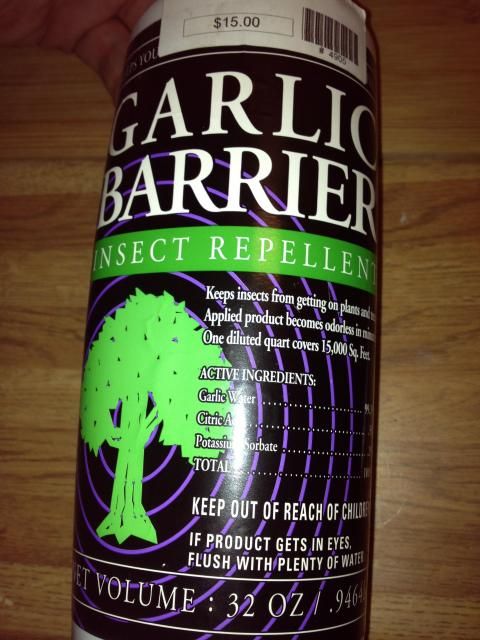 $15.00
# 4905
GARLIC
BARRIER
INSECT REPELLENT
Keeps insects from getting on plants and
Applied product becomes odorless in
One diluted quart covers 15,000 Sq. Feet.
ACTIVE INGREDIENTS:
Garlic Water
Citric
Potassium Sorbate
TOTAL
KEEP OUT OF REACH OF CHILDREN
IF PRODUCT GETS IN EYES,
FLUSH WITH PLENTY OF WATER
NET VOLUME : 32 OZ / .946